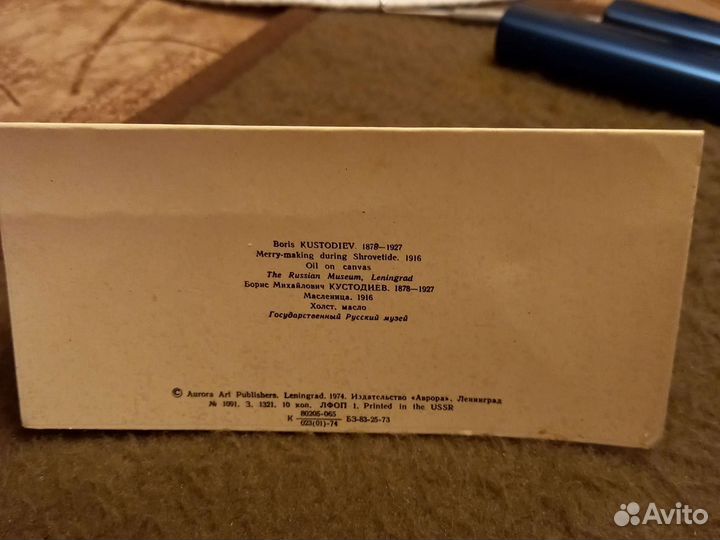 Boris KUSTODIEV. 1878—1927
Merry-making during Shrovetide. 1916
Oil on canvas
The Russian Museum, Leningrad
Борис Михайлович КУСТОДИЕВ. 1878—1927
Масленица. 1916
Холст, масло
Государственный Русский музей
© Aurora Art Publishers. Leningrad. 1974. Издательство «Аврора». Ленинград
№ 1091. З. 1321. 10 коп. ЛФОП 1. Printed in the USSR
К 80205-065 / 023(01)-74 БЗ-83-25-73
Avito